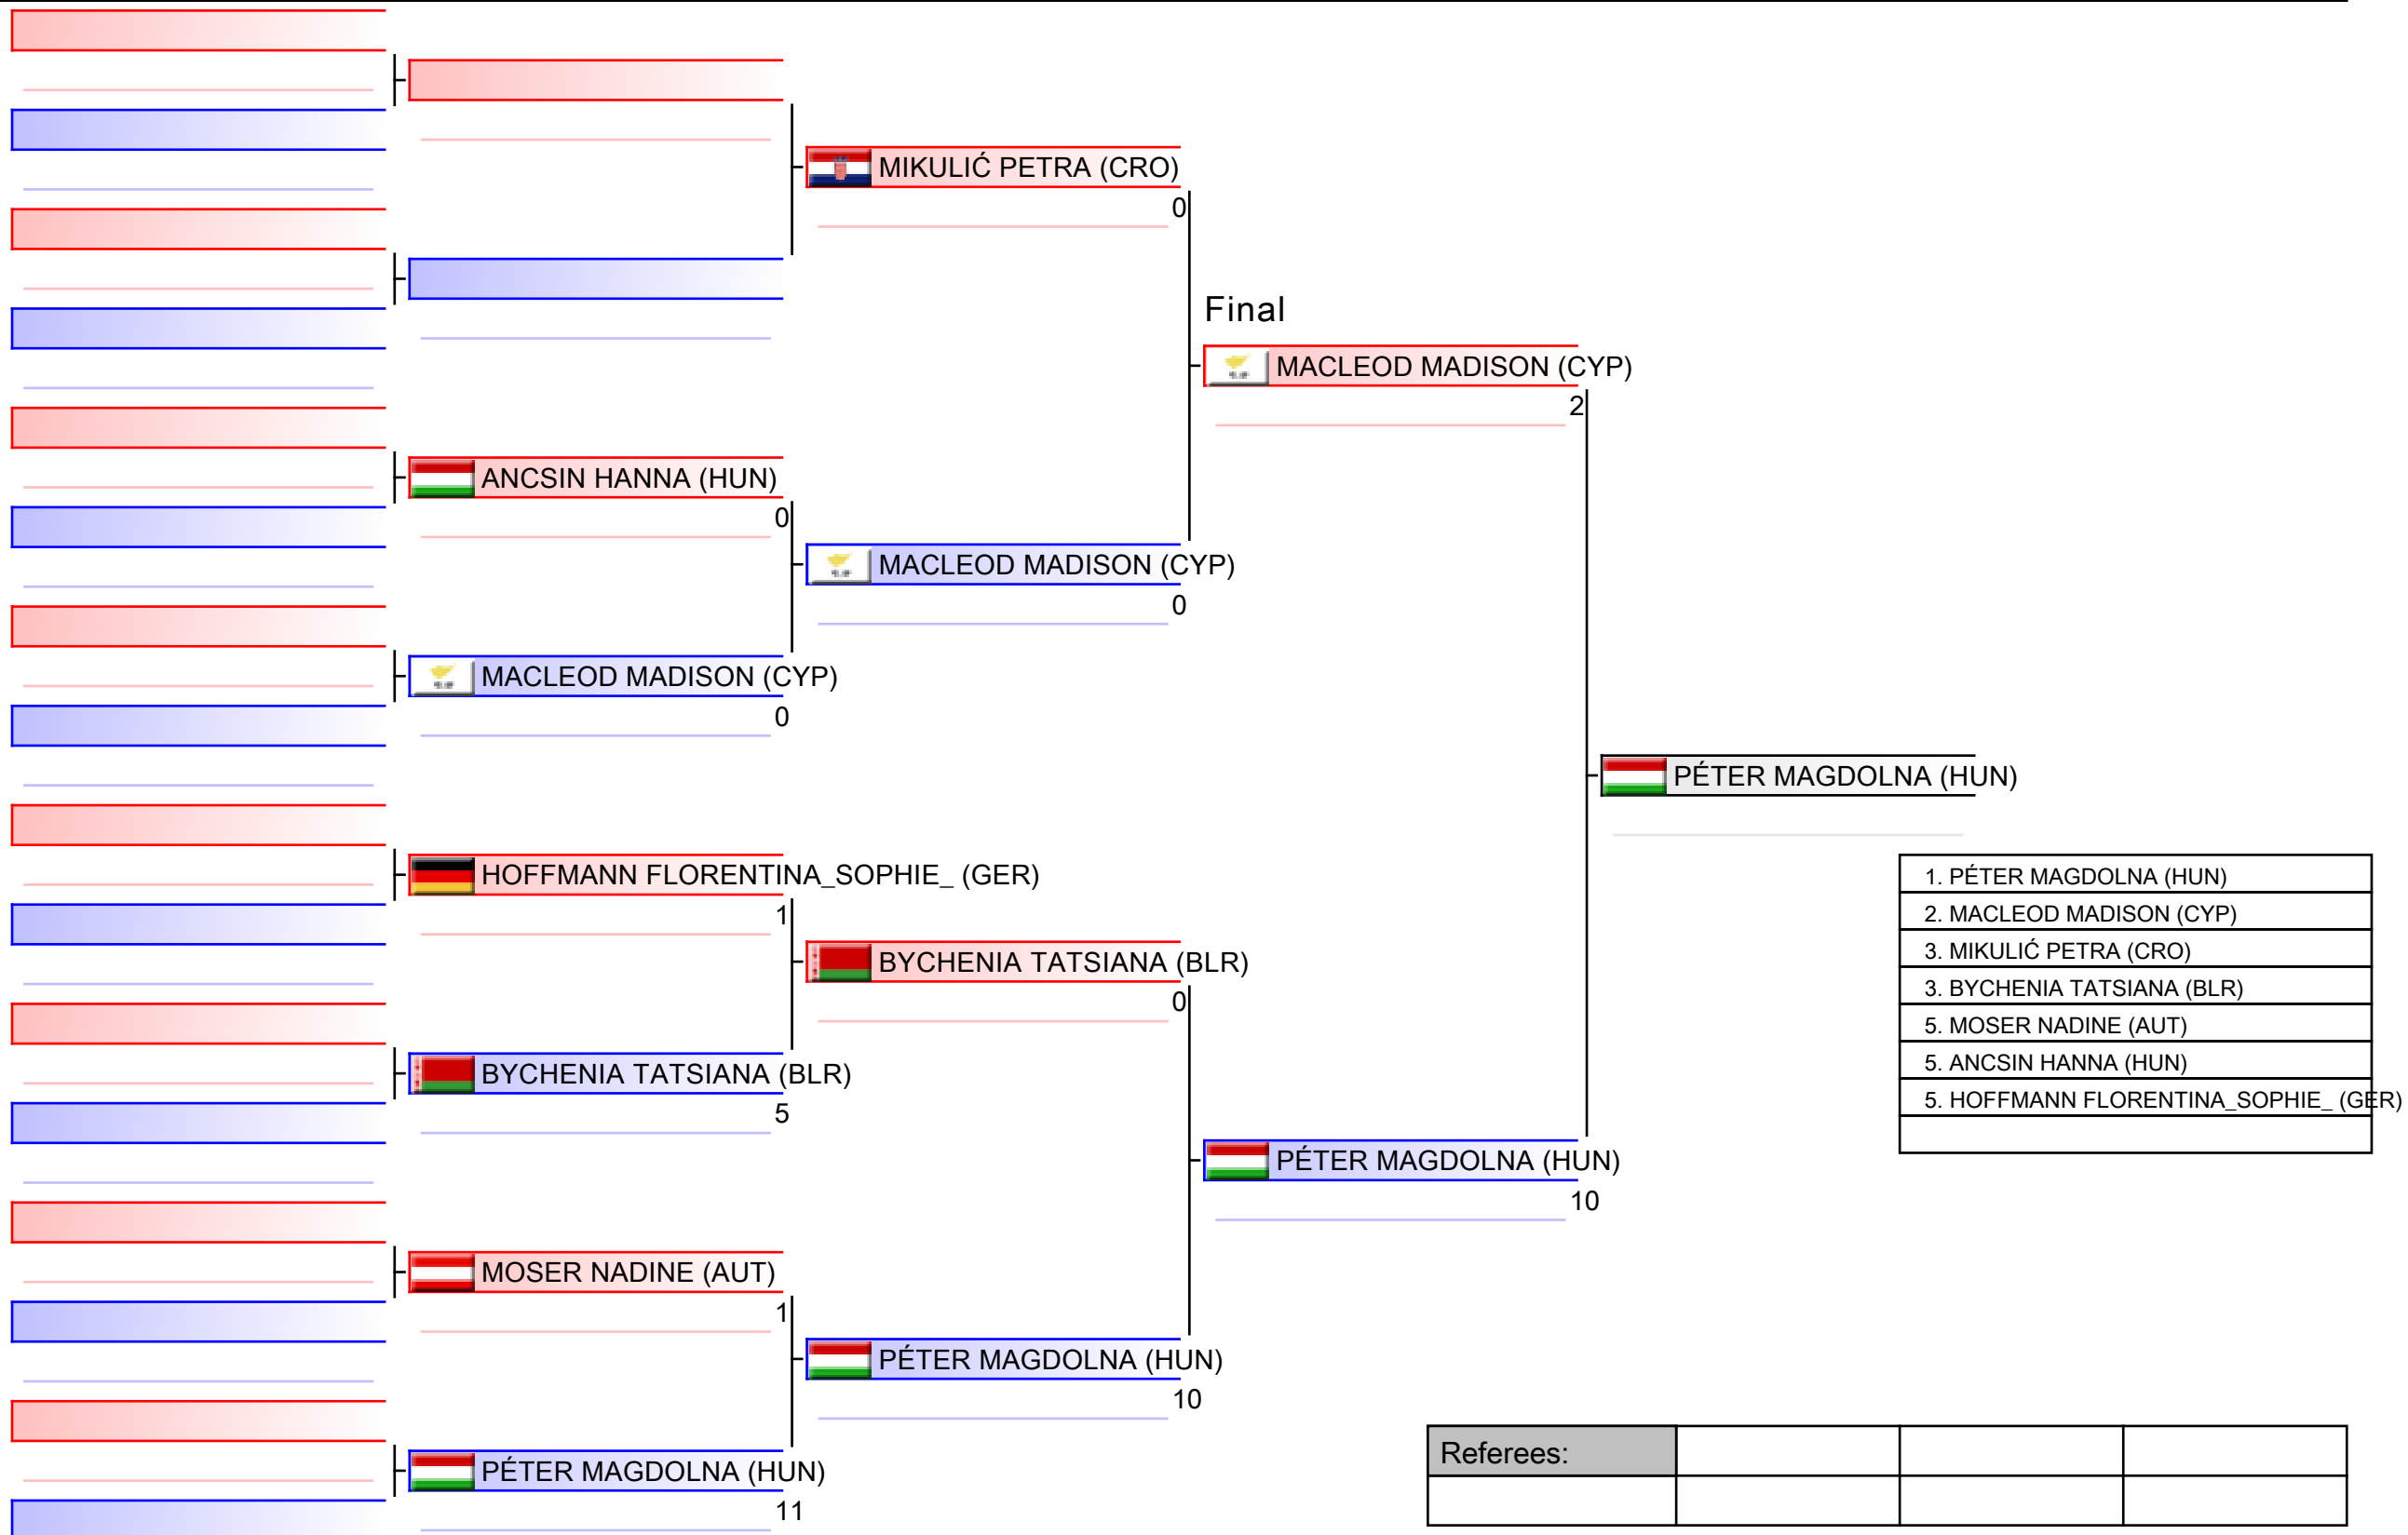 MIKULIĆ PETRA (CRO)
0
Final
MACLEOD MADISON (CYP)
2
ANCSIN HANNA (HUN)
0
MACLEOD MADISON (CYP)
0
MACLEOD MADISON (CYP)
0
PÉTER MAGDOLNA (HUN)
HOFFMANN FLORENTINA_SOPHIE_ (GER)
1
1. PÉTER MAGDOLNA (HUN)
2. MACLEOD MADISON (CYP)
3. MIKULIĆ PETRA (CRO)
3. BYCHENIA TATSIANA (BLR)
5. MOSER NADINE (AUT)
5. ANCSIN HANNA (HUN)
5. HOFFMANN FLORENTINA_SOPHIE_ (GER)
BYCHENIA TATSIANA (BLR)
0
BYCHENIA TATSIANA (BLR)
5
PÉTER MAGDOLNA (HUN)
10
MOSER NADINE (AUT)
1
PÉTER MAGDOLNA (HUN)
10
PÉTER MAGDOLNA (HUN)
11
Referees: